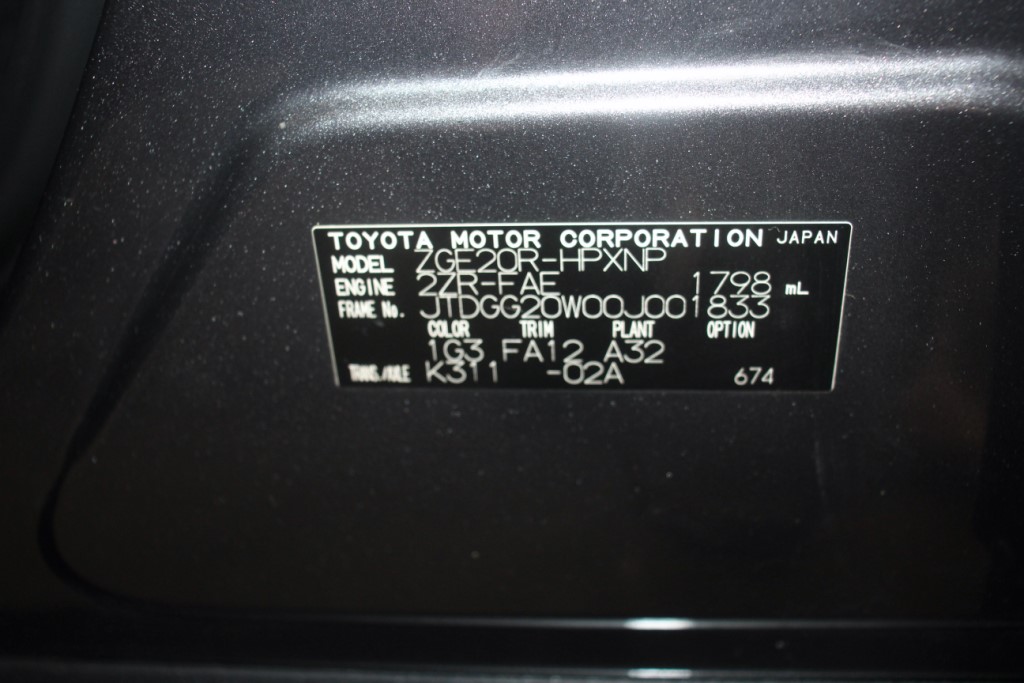 TOYOTA MOTOR CORPORATION JAPAN
MODEL ZGE20R-HPXNP
ENGINE 2ZR-FAE 1798 mL
FRAME No. JTDGG20W00J001833
COLOR TRIM PLANT OPTION
1G3 FA12 A32
TRANS./AXLE K311 -02A 674